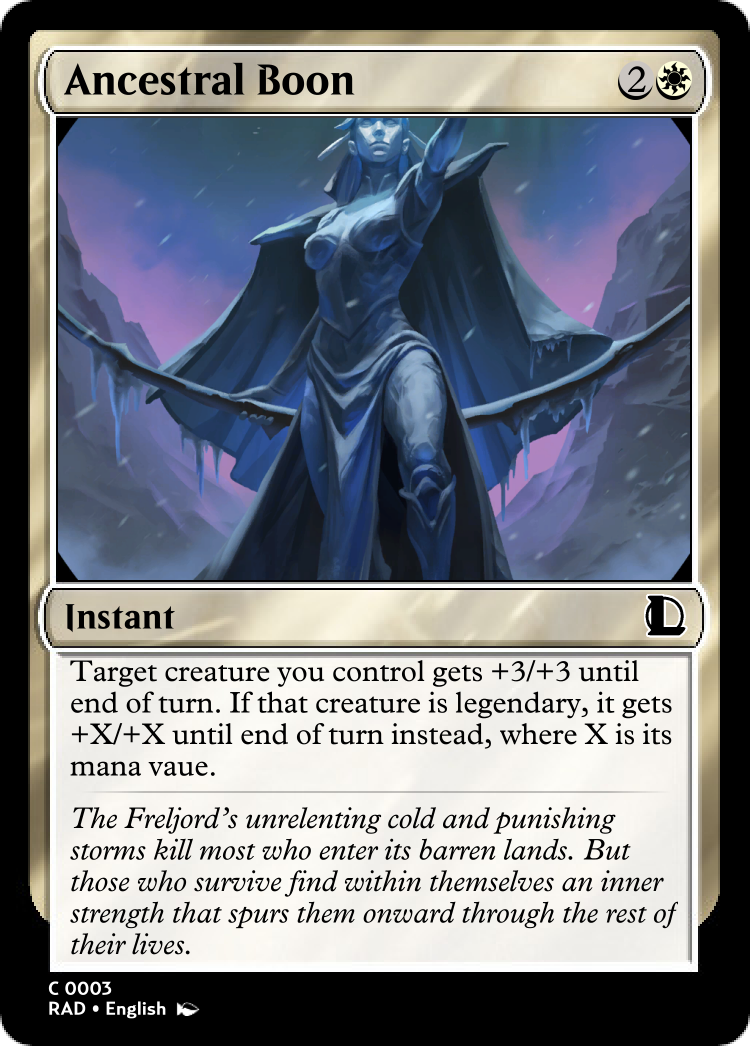 Ancestral Boon
2
Instant
Target creature you control gets +3/+3 until
end of turn. If that creature is legendary, it gets
+X/+X until end of turn instead, where X is its
mana vaue.
The Freljord's unrelenting cold and punishing
storms kill most who enter its barren lands. But
those who survive find within themselves an inner
strength that spurs them onward through the rest of
their lives.
C 0003
RAD • English